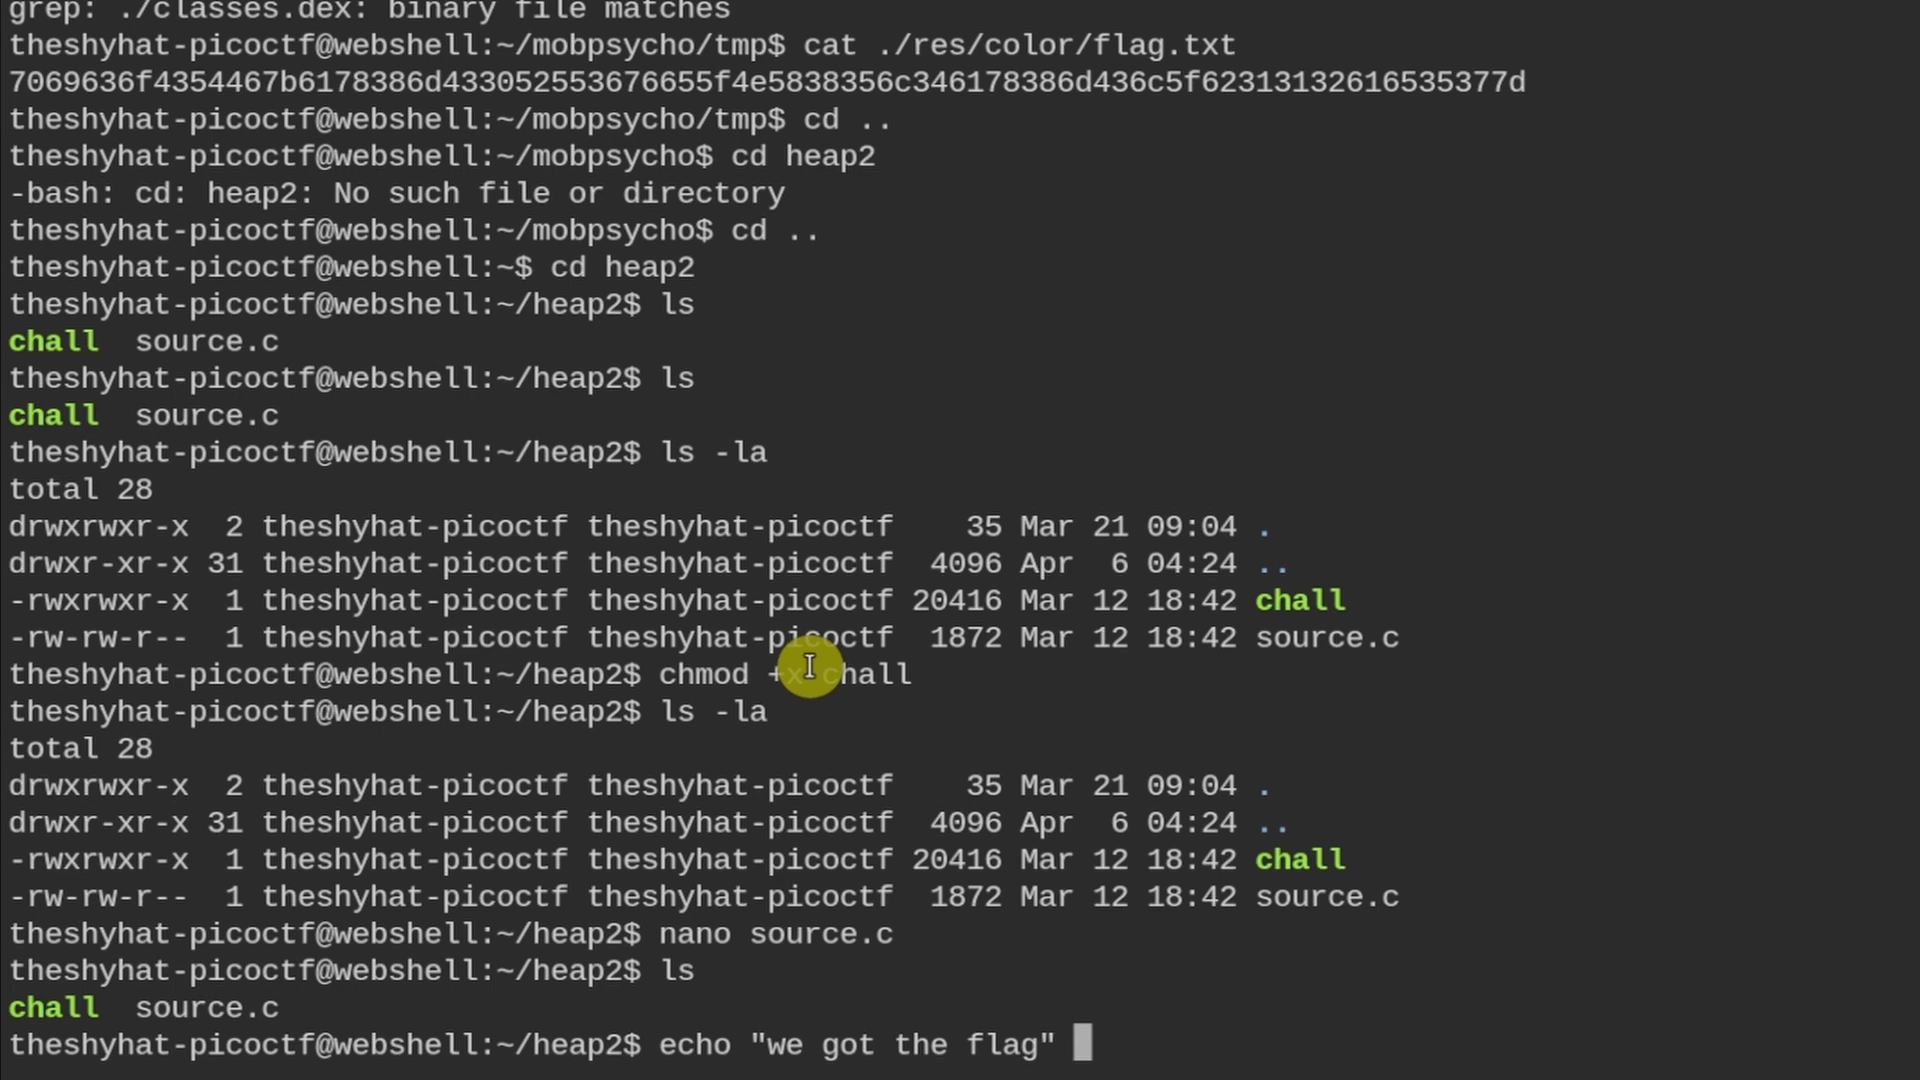 grep: ./classes.dex: binary file matches
theshyhat-picoctf@webshell:~/mobpsycho/tmp$ cat ./res/color/flag.txt
7069636f4354467b6178386d433052553676655f4e5838356c346178386d436c5f62313132616535377d
theshyhat-picoctf@webshell:~/mobpsycho/tmp$ cd ..
theshyhat-picoctf@webshell:~/mobpsycho$ cd heap2
-bash: cd: heap2: No such file or directory
theshyhat-picoctf@webshell:~/mobpsycho$ cd ..
theshyhat-picoctf@webshell:~$ cd heap2
theshyhat-picoctf@webshell:~/heap2$ ls
chall  source.c
theshyhat-picoctf@webshell:~/heap2$ ls
chall  source.c
theshyhat-picoctf@webshell:~/heap2$ ls -la
total 28
drwxrwxr-x  2 theshyhat-picoctf theshyhat-picoctf    35 Mar 21 09:04 .
drwxr-xr-x 31 theshyhat-picoctf theshyhat-picoctf  4096 Apr  6 04:24 ..
-rwxrwxr-x  1 theshyhat-picoctf theshyhat-picoctf 20416 Mar 12 18:42 chall
-rw-rw-r--  1 theshyhat-picoctf theshyhat-picoctf  1872 Mar 12 18:42 source.c
theshyhat-picoctf@webshell:~/heap2$ chmod +x chall
theshyhat-picoctf@webshell:~/heap2$ ls -la
total 28
drwxrwxr-x  2 theshyhat-picoctf theshyhat-picoctf    35 Mar 21 09:04 .
drwxr-xr-x 31 theshyhat-picoctf theshyhat-picoctf  4096 Apr  6 04:24 ..
-rwxrwxr-x  1 theshyhat-picoctf theshyhat-picoctf 20416 Mar 12 18:42 chall
-rw-rw-r--  1 theshyhat-picoctf theshyhat-picoctf  1872 Mar 12 18:42 source.c
theshyhat-picoctf@webshell:~/heap2$ nano source.c
theshyhat-picoctf@webshell:~/heap2$ ls
chall  source.c
theshyhat-picoctf@webshell:~/heap2$ echo "we got the flag"